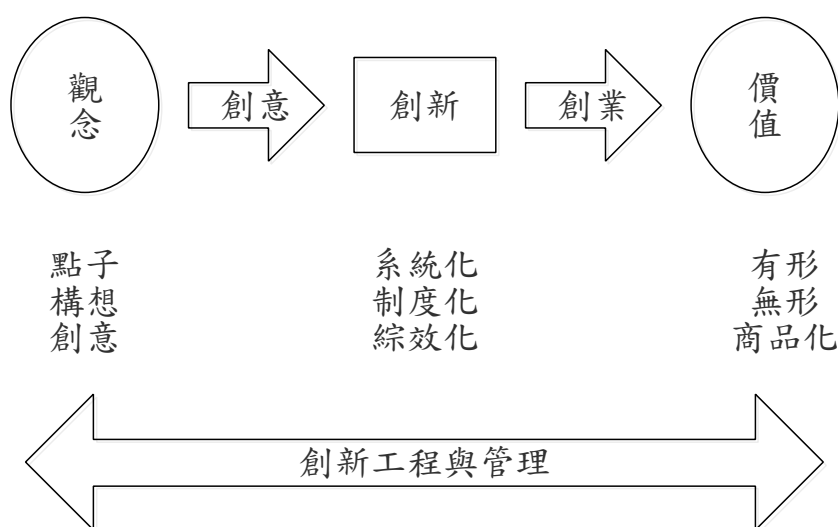 觀念
創意
創新
創業
價值
點子
構想
創意
系統化
制度化
綜效化
有形
無形
商品化
創新工程與管理